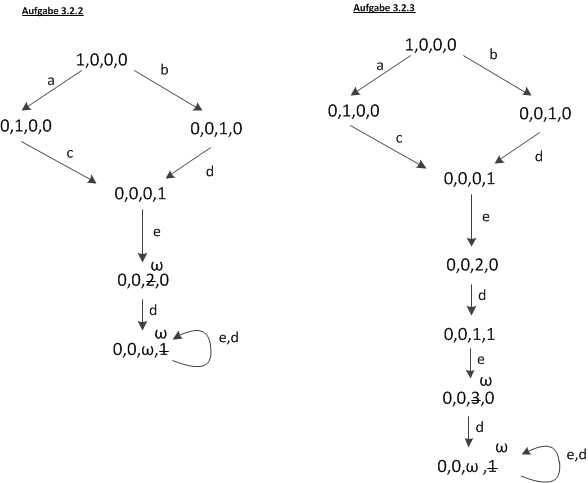 Aufgabe 3.2.2
1,0,0,0
a
b
0,1,0,0
0,0,1,0
c
d
0,0,0,1
e
ω
0,0,2,0
d
ω
0,0,ω,1
e,d
Aufgabe 3.2.3
1,0,0,0
a
b
0,1,0,0
0,0,1,0
c
d
0,0,0,1
e
0,0,2,0
d
0,0,1,1
e
ω
0,0,3,0
d
ω
0,0,ω ,1
e,d